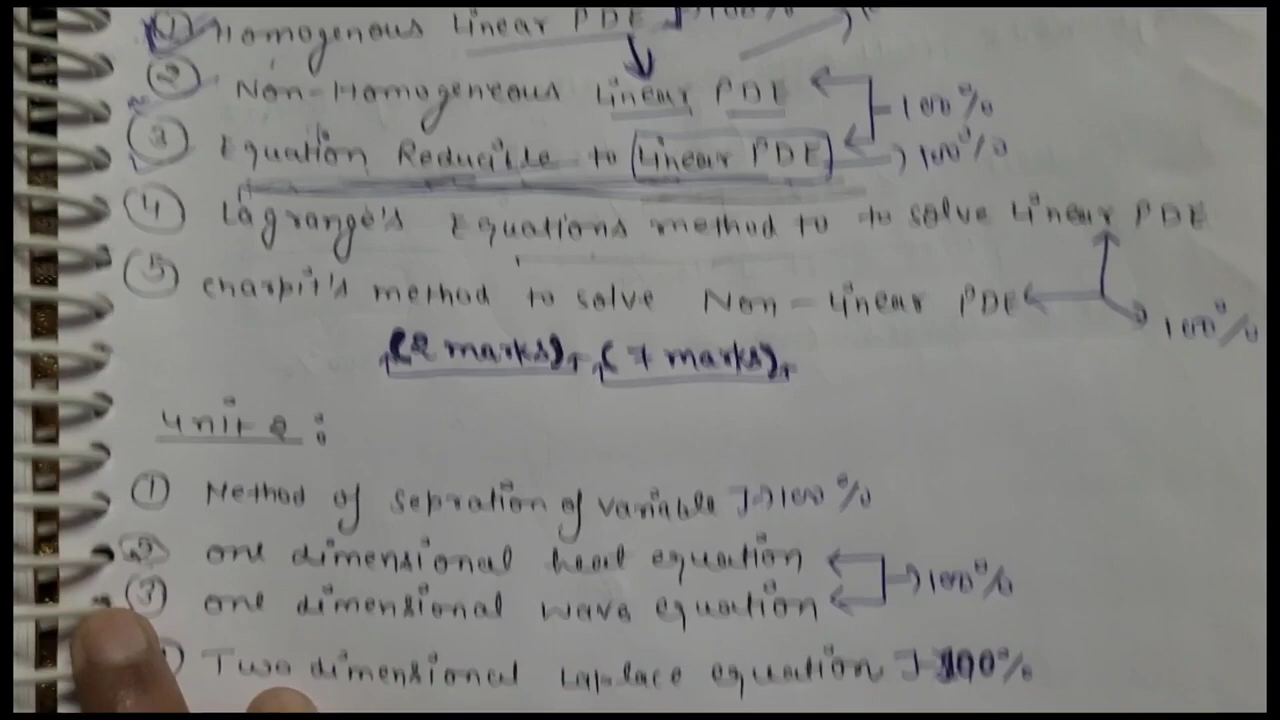 ① Homogenous Linear PDE ] → 100%
② Non-Homogeneous Linear PDE → 100%
③ Equation Reducible to (Linear PDE) → 100%
④ Lagrange's Equations method to to solve Linear PDE
⑤ charpit's method to solve Non-linear PDE → 100%
(2 marks), (7 marks),
Unit 2:
① Method of sepration of variable ] → 100%
② one dimensional heat equation
③ one dimensional wave equation → 100%
Two dimensional Laplace equation ] 100%